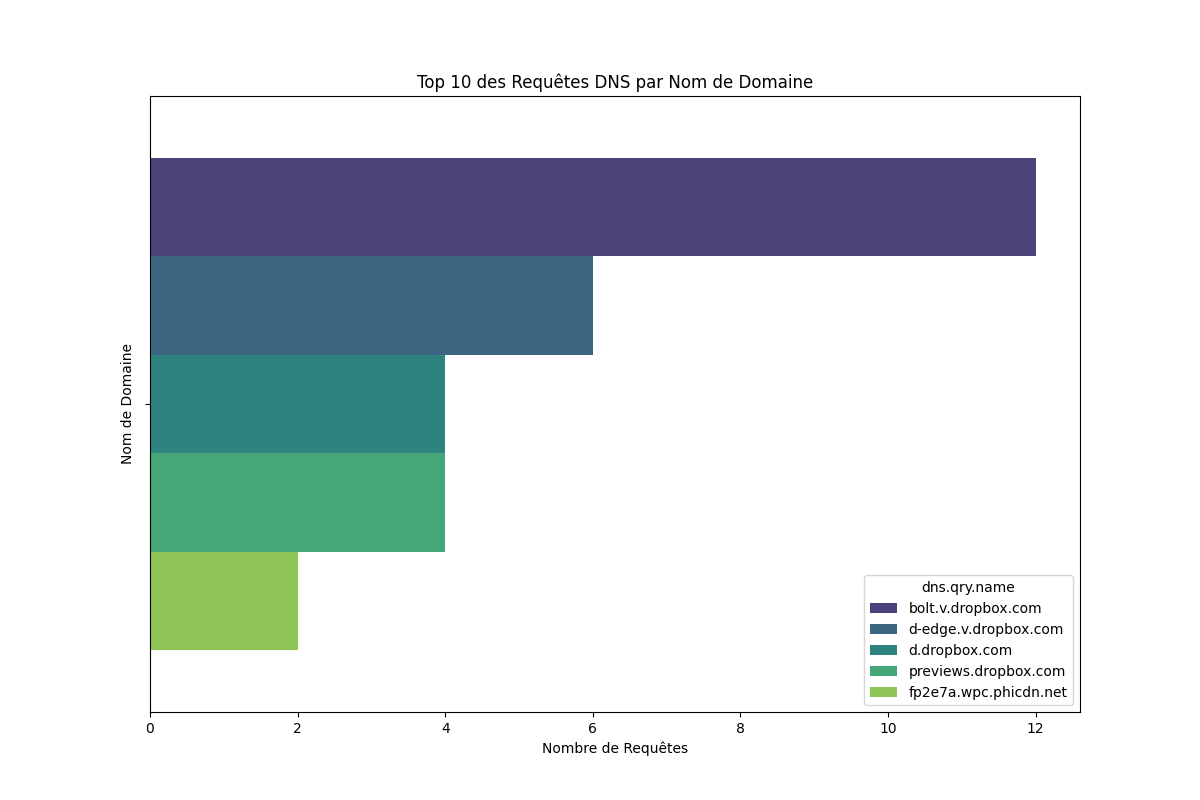 Top 10 des Requêtes DNS par Nom de Domaine
Nom de Domaine
dns.qry.name
bolt.v.dropbox.com
d-edge.v.dropbox.com
d.dropbox.com
previews.dropbox.com
fp2e7a.wpc.phicdn.net
0 2 4 6 8 10 12
Nombre de Requêtes